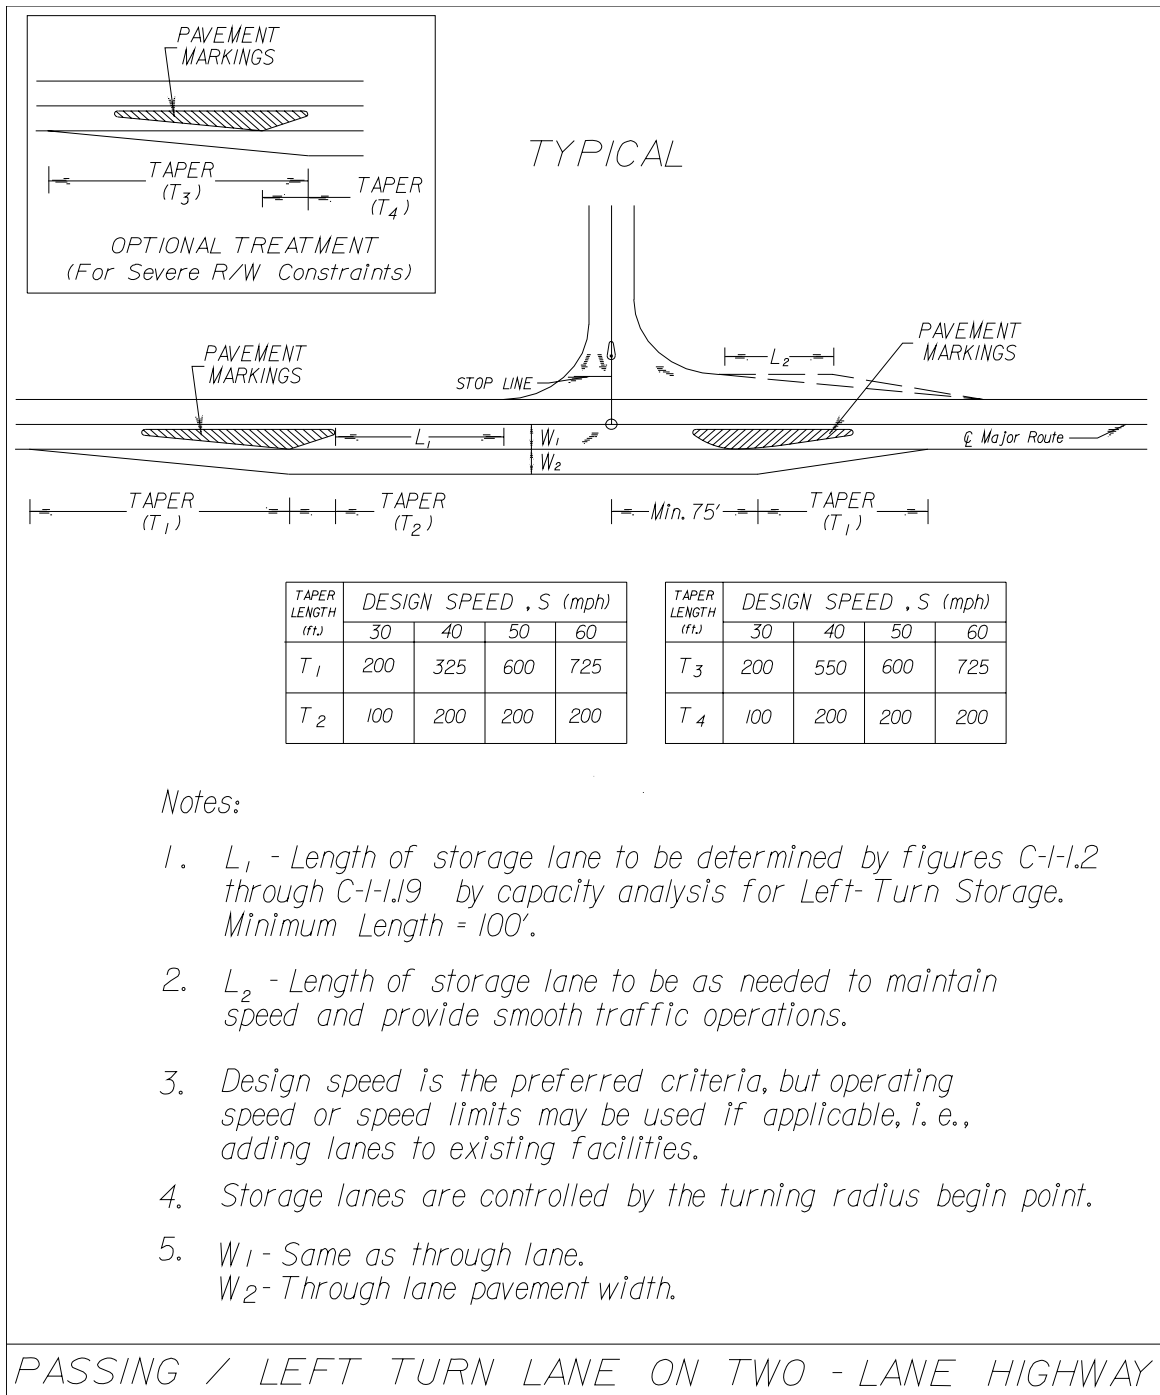 PAVEMENT
MARKINGS
TAPER
(T3)
TAPER
(T4)
OPTIONAL TREATMENT
(For Severe R/W Constraints)
TYPICAL
PAVEMENT
MARKINGS
STOP LINE
L2
PAVEMENT
MARKINGS
L1
W1
W2
℄ Major Route
TAPER
(T1)
TAPER
(T2)
Min. 75'
TAPER
(T1)
TAPER
LENGTH
(ft.)
DESIGN SPEED , S (mph)
30 40 50 60
T1 200 325 600 725
T2 100 200 200 200
TAPER
LENGTH
(ft.)
DESIGN SPEED , S (mph)
30 40 50 60
T3 200 550 600 725
T4 100 200 200 200
Notes:
1. L1 - Length of storage lane to be determined by figures C-1-1.2
through C-1-1.19 by capacity analysis for Left-Turn Storage.
Minimum Length = 100'.
2. L2 - Length of storage lane to be as needed to maintain
speed and provide smooth traffic operations.
3. Design speed is the preferred criteria, but operating
speed or speed limits may be used if applicable, i. e.,
adding lanes to existing facilities.
4. Storage lanes are controlled by the turning radius begin point.
5. W1 - Same as through lane.
W2 - Through lane pavement width.
PASSING / LEFT TURN LANE ON TWO - LANE HIGHWAY